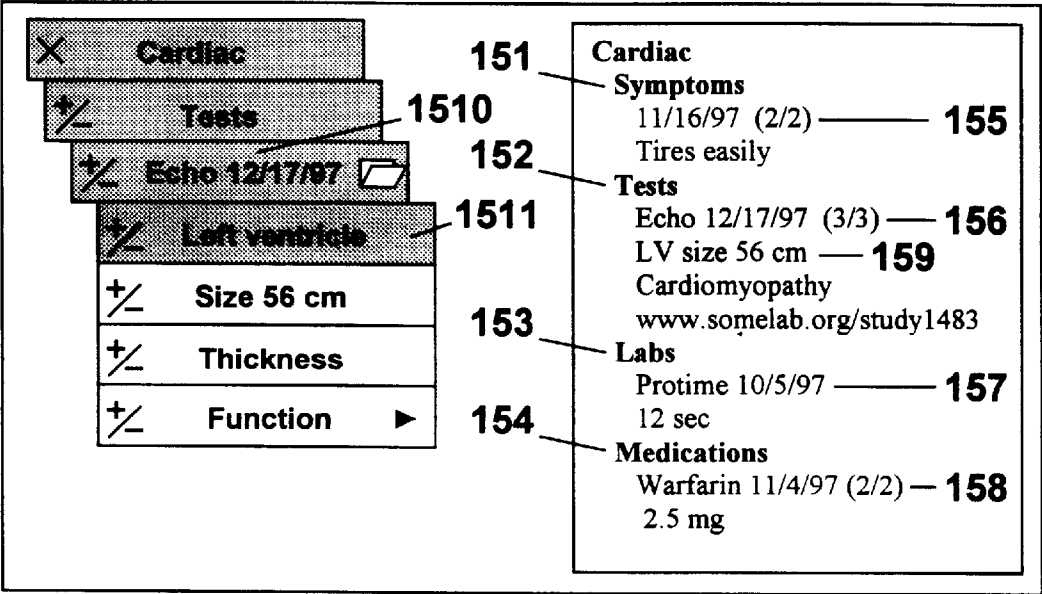 Cardiac
Tests
1510
Echo 12/17/97
1511
Left ventricle
Size 56 cm
Thickness
Function
151
152
153
154
Cardiac
Symptoms
11/16/97 (2/2)
155
Tires easily
Tests
Echo 12/17/97 (3/3)
156
LV size 56 cm
159
Cardiomyopathy
www.somelab.org/study1483
Labs
Protime 10/5/97
157
12 sec
Medications
Warfarin 11/4/97 (2/2)
158
2.5 mg